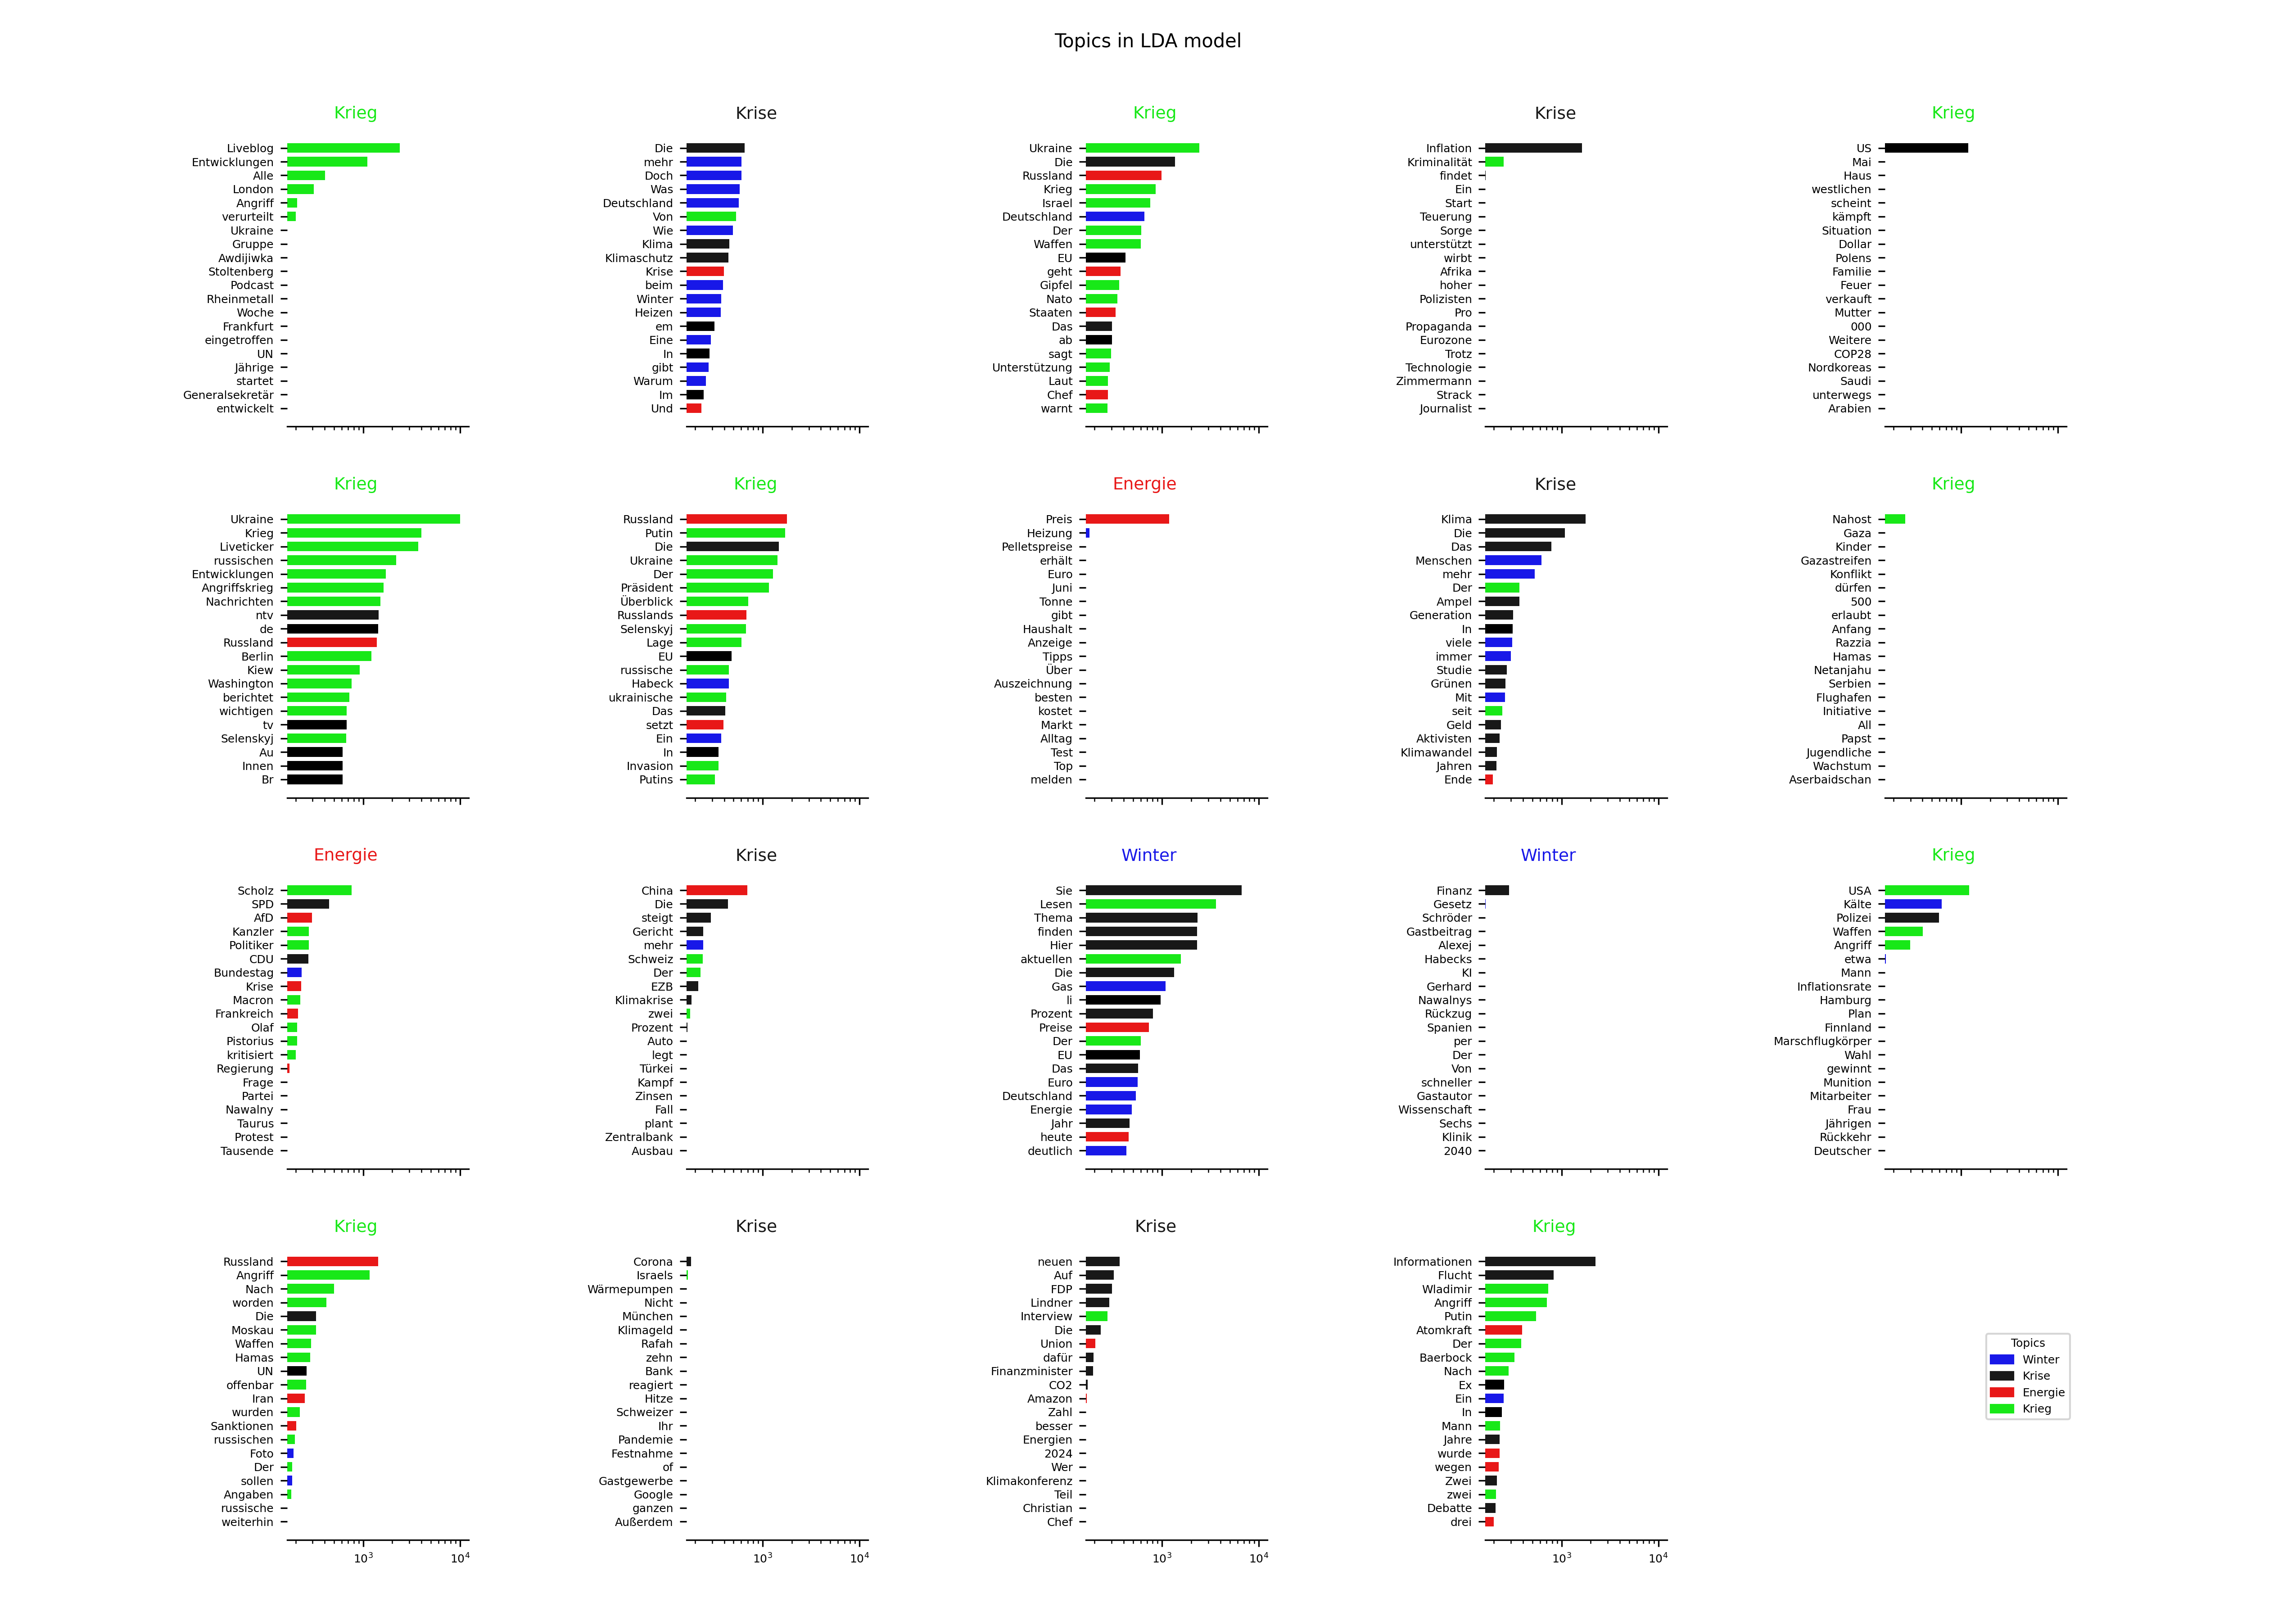 Topics in LDA model
Krieg
Liveblog
Entwicklungen
Alle
London
Angriff
verurteilt
Ukraine
Gruppe
Awdijiwka
Stoltenberg
Podcast
Rheinmetall
Woche
Frankfurt
eingetroffen
UN
Jährige
startet
Generalsekretär
entwickelt
Krise
Die
mehr
Doch
Was
Deutschland
Von
Wie
Klima
Klimaschutz
Krise
beim
Winter
Heizen
em
Eine
In
gibt
Warum
Im
Und
Krieg
Ukraine
Die
Russland
Krieg
Israel
Deutschland
Der
Waffen
EU
geht
Gipfel
Nato
Staaten
Das
ab
sagt
Unterstützung
Laut
Chef
warnt
Krise
Inflation
Kriminalität
findet
Ein
Start
Teuerung
Sorge
unterstützt
wirbt
Afrika
hoher
Polizisten
Pro
Propaganda
Eurozone
Trotz
Technologie
Zimmermann
Strack
Journalist
Krieg
US
Mai
Haus
westlichen
scheint
kämpft
Situation
Dollar
Polens
Familie
Feuer
verkauft
Mutter
000
Weitere
COP28
Nordkoreas
Saudi
unterwegs
Arabien
Krieg
Ukraine
Krieg
Liveticker
russischen
Entwicklungen
Angriffskrieg
Nachrichten
ntv
de
Russland
Berlin
Kiew
Washington
berichtet
wichtigen
tv
Selenskyj
Au
Innen
Br
Krieg
Russland
Putin
Die
Ukraine
Der
Präsident
Überblick
Russlands
Selenskyj
Lage
EU
russische
Habeck
ukrainische
Das
setzt
Ein
In
Invasion
Putins
Energie
Preis
Heizung
Pelletspreise
erhält
Euro
Juni
Tonne
gibt
Haushalt
Anzeige
Tipps
Über
Auszeichnung
besten
kostet
Markt
Alltag
Test
Top
melden
Krise
Klima
Die
Das
Menschen
mehr
Der
Ampel
Generation
In
viele
immer
Studie
Grünen
Mit
seit
Geld
Aktivisten
Klimawandel
Jahren
Ende
Krieg
Nahost
Gaza
Kinder
Gazastreifen
Konflikt
dürfen
500
erlaubt
Anfang
Razzia
Hamas
Netanjahu
Serbien
Flughafen
Initiative
All
Papst
Jugendliche
Wachstum
Aserbaidschan
Energie
Scholz
SPD
AfD
Kanzler
Politiker
CDU
Bundestag
Krise
Macron
Frankreich
Olaf
Pistorius
kritisiert
Regierung
Frage
Partei
Nawalny
Taurus
Protest
Tausende
Krise
China
Die
steigt
Gericht
mehr
Schweiz
Der
EZB
Klimakrise
zwei
Prozent
Auto
legt
Türkei
Kampf
Zinsen
Fall
plant
Zentralbank
Ausbau
Winter
Sie
Lesen
Thema
finden
Hier
aktuellen
Die
Gas
li
Prozent
Preise
Der
EU
Das
Euro
Deutschland
Energie
Jahr
heute
deutlich
Winter
Finanz
Gesetz
Schröder
Gastbeitrag
Alexej
Habecks
KI
Gerhard
Nawalnys
Rückzug
Spanien
per
Der
Von
schneller
Gastautor
Wissenschaft
Sechs
Klinik
2040
Krieg
USA
Kälte
Polizei
Waffen
Angriff
etwa
Mann
Inflationsrate
Hamburg
Plan
Finnland
Marschflugkörper
Wahl
gewinnt
Munition
Mitarbeiter
Frau
Jährigen
Rückkehr
Deutscher
Krieg
Russland
Angriff
Nach
worden
Die
Moskau
Waffen
Hamas
UN
offenbar
Iran
wurden
Sanktionen
russischen
Foto
Der
sollen
Angaben
russische
weiterhin
10³ 10⁴
Krise
Corona
Israels
Wärmepumpen
Nicht
München
Klimageld
Rafah
zehn
Bank
reagiert
Hitze
Schweizer
Ihr
Pandemie
Festnahme
of
Gastgewerbe
Google
ganzen
Außerdem
10³ 10⁴
Krise
neuen
Auf
FDP
Lindner
Interview
Die
Union
dafür
Finanzminister
CO2
Amazon
Zahl
besser
Energien
2024
Wer
Klimakonferenz
Teil
Christian
Chef
10³ 10⁴
Krieg
Informationen
Flucht
Wladimir
Angriff
Putin
Atomkraft
Der
Baerbock
Nach
Ex
Ein
In
Mann
Jahre
wurde
wegen
Zwei
zwei
Debatte
drei
10³ 10⁴
Topics
Winter
Krise
Energie
Krieg